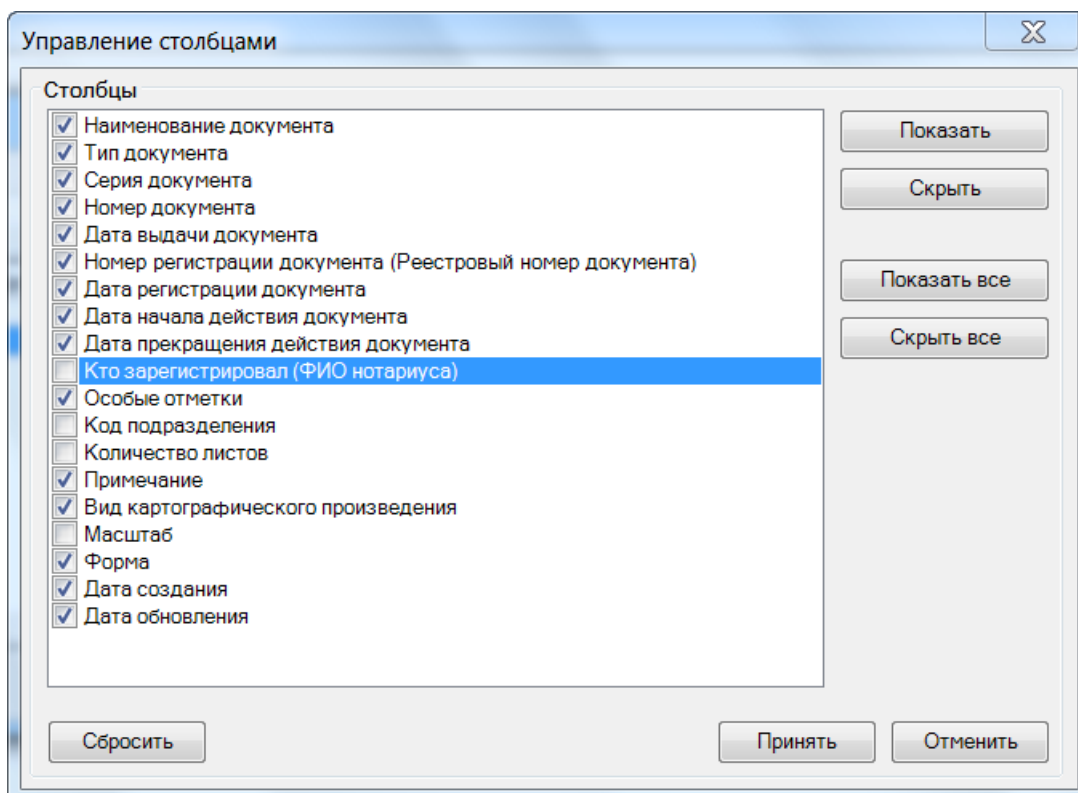 Управление столбцами
Столбцы
Наименование документа
Тип документа
Серия документа
Номер документа
Дата выдачи документа
Номер регистрации документа (Реестровый номер документа)
Дата регистрации документа
Дата начала действия документа
Дата прекращения действия документа
Кто зарегистрировал (ФИО нотариуса)
Особые отметки
Код подразделения
Количество листов
Примечание
Вид картографического произведения
Масштаб
Форма
Дата создания
Дата обновления
Показать
Скрыть
Показать все
Скрыть все
Сбросить
Принять
Отменить